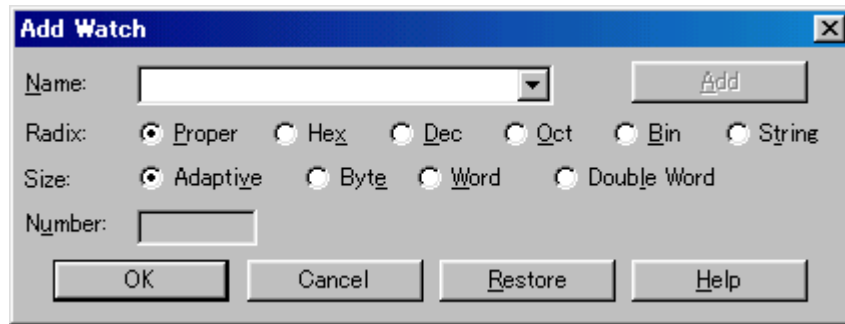 Add Watch
Name: Add
Radix: Proper Hex Dec Oct Bin String
Size: Adaptive Byte Word Double Word
Number:
OK Cancel Restore Help